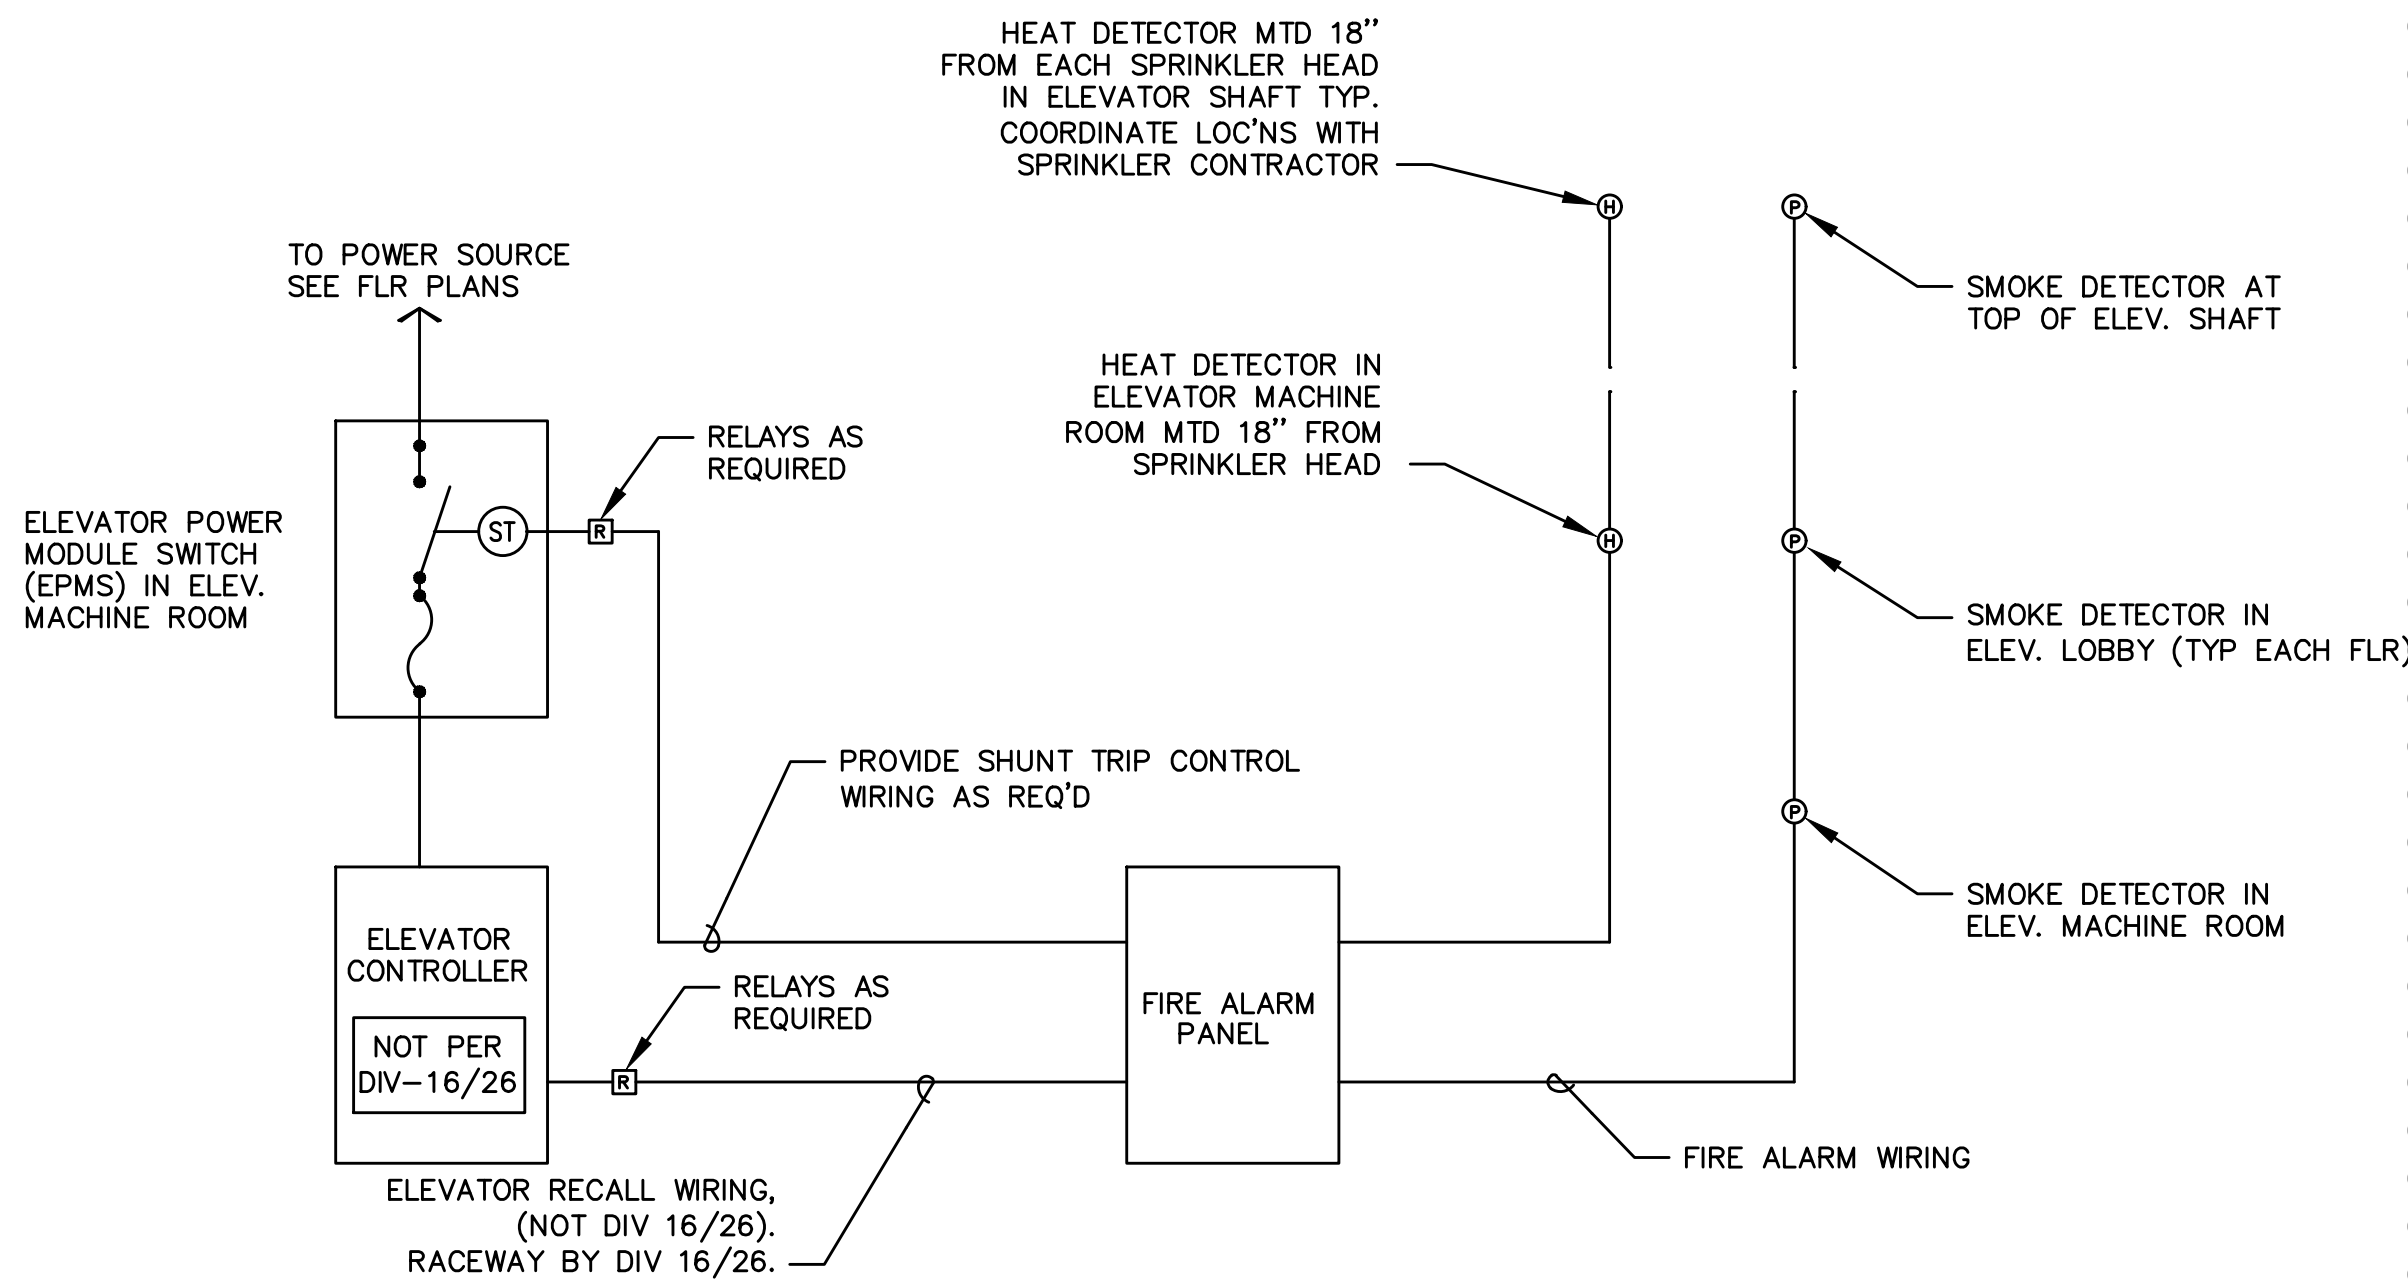 HEAT DETECTOR MTD 18"
FROM EACH SPRINKLER HEAD
IN ELEVATOR SHAFT TYP.
COORDINATE LOC'NS WITH
SPRINKLER CONTRACTOR
H
P
TO POWER SOURCE
SEE FLR PLANS
SMOKE DETECTOR AT
TOP OF ELEV. SHAFT
HEAT DETECTOR IN
ELEVATOR MACHINE
ROOM MTD 18" FROM
SPRINKLER HEAD
RELAYS AS
REQUIRED
ELEVATOR POWER
MODULE SWITCH
(EPMS) IN ELEV.
MACHINE ROOM
ST
R
H
P
SMOKE DETECTOR IN
ELEV. LOBBY (TYP EACH FLR)
PROVIDE SHUNT TRIP CONTROL
WIRING AS REQ'D
P
SMOKE DETECTOR IN
ELEV. MACHINE ROOM
ELEVATOR
CONTROLLER
NOT PER
DIV-16/26
RELAYS AS
REQUIRED
R
FIRE ALARM
PANEL
FIRE ALARM WIRING
ELEVATOR RECALL WIRING,
(NOT DIV 16/26).
RACEWAY BY DIV 16/26.